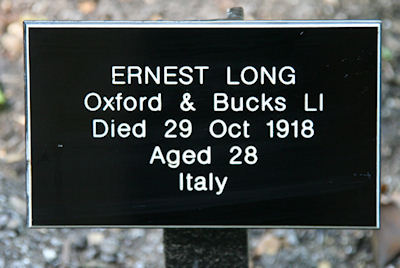 ERNEST LONG
Oxford & Bucks LI
Died 29 Oct 1918
Aged 28
Italy